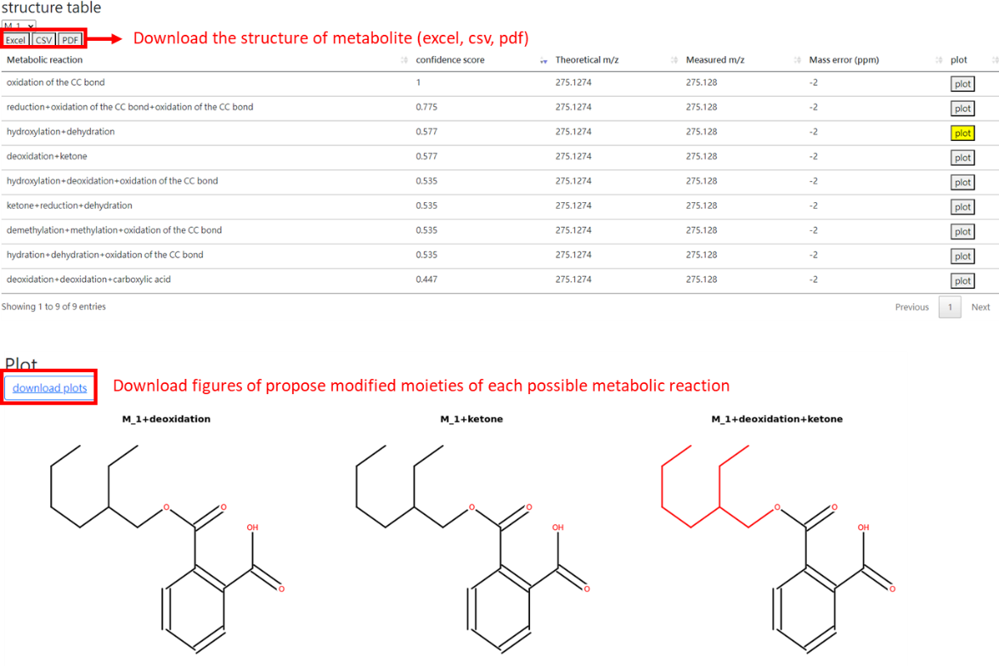 structure table
M_1
Excel CSV PDF Download the structure of metabolite (excel, csv, pdf)
Metabolic reaction confidence score Theoretical m/z Measured m/z Mass error (ppm) plot
oxidation of the CC bond 1 275.1274 275.128 -2 plot
reduction+oxidation of the CC bond+oxidation of the CC bond 0.775 275.1274 275.128 -2 plot
hydroxylation+dehydration 0.577 275.1274 275.128 -2 plot
deoxidation+ketone 0.577 275.1274 275.128 -2 plot
hydroxylation+deoxidation+oxidation of the CC bond 0.535 275.1274 275.128 -2 plot
ketone+reduction+dehydration 0.535 275.1274 275.128 -2 plot
demethylation+methylation+oxidation of the CC bond 0.535 275.1274 275.128 -2 plot
hydration+dehydration+oxidation of the CC bond 0.535 275.1274 275.128 -2 plot
deoxidation+deoxidation+carboxylic acid 0.447 275.1274 275.128 -2 plot
Showing 1 to 9 of 9 entries Previous 1 Next
Plot
download plots Download figures of propose modified moieties of each possible metabolic reaction
M_1+deoxidation M_1+ketone M_1+deoxidation+ketone
O O O O O O
OH OH OH
O O O